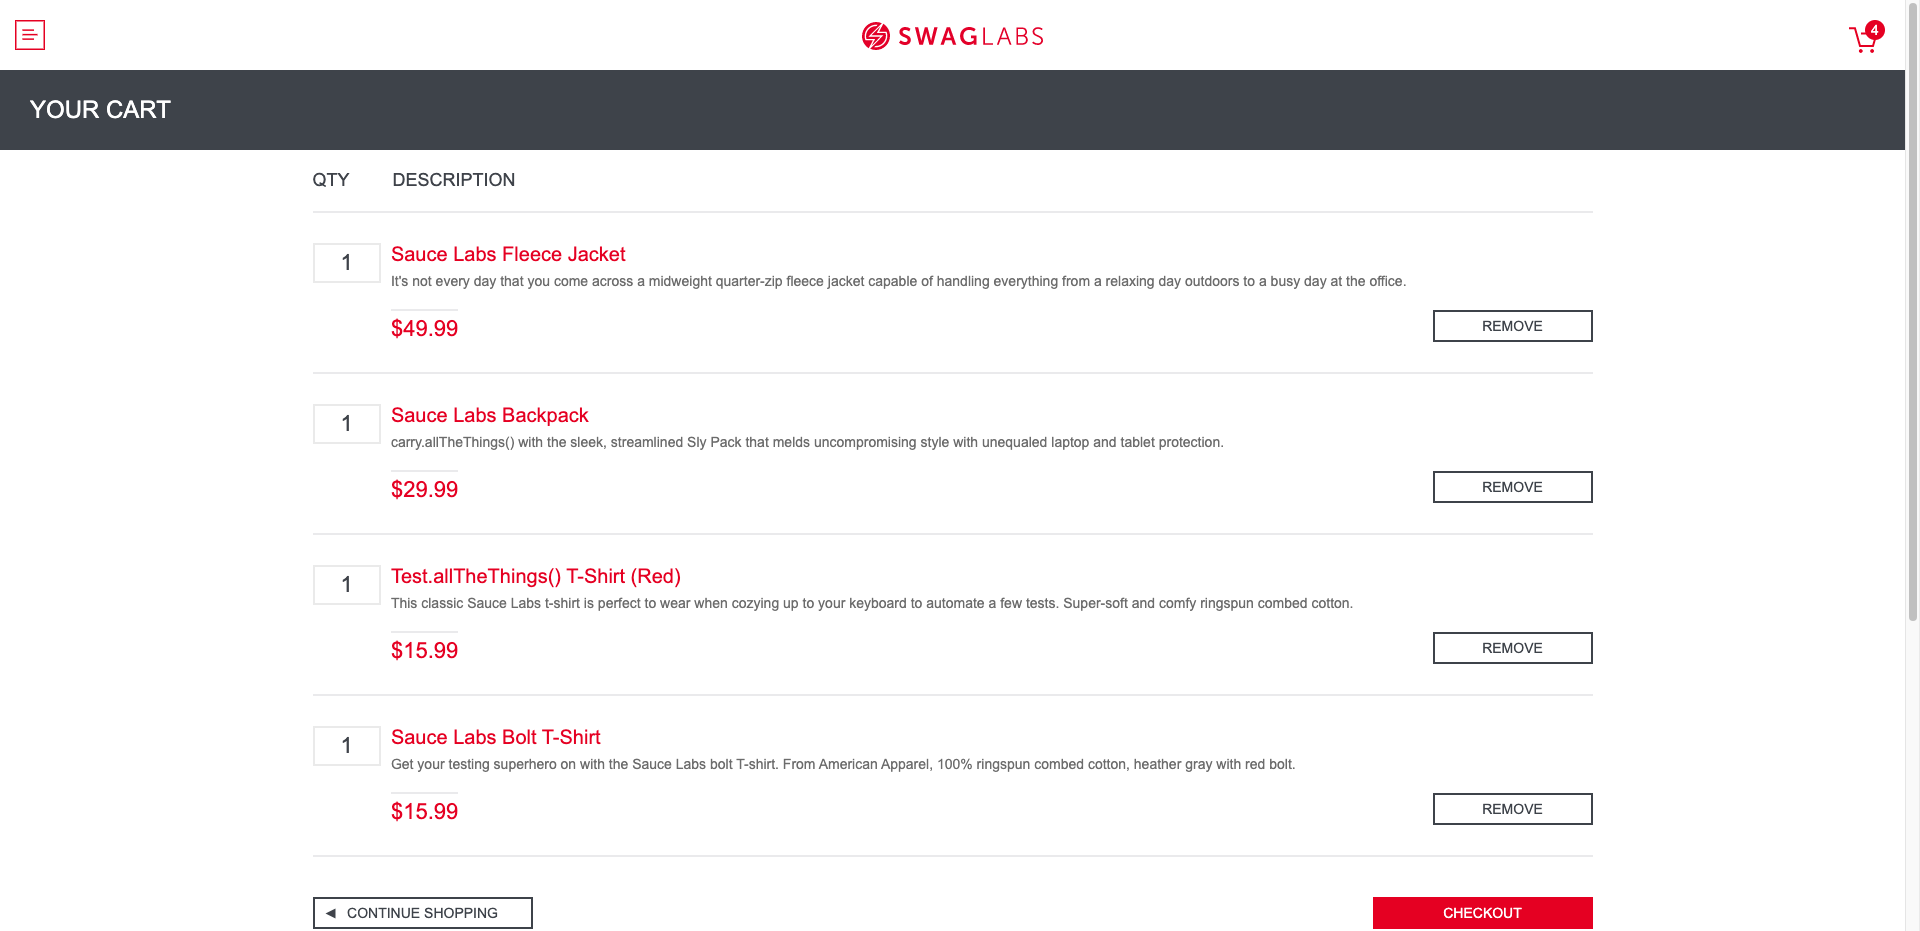 SWAGLABS
4
YOUR CART
QTY DESCRIPTION
1
Sauce Labs Fleece Jacket
It's not every day that you come across a midweight quarter-zip fleece jacket capable of handling everything from a relaxing day outdoors to a busy day at the office.
$49.99
REMOVE
1
Sauce Labs Backpack
carry.allTheThings() with the sleek, streamlined Sly Pack that melds uncompromising style with unequaled laptop and tablet protection.
$29.99
REMOVE
1
Test.allTheThings() T-Shirt (Red)
This classic Sauce Labs t-shirt is perfect to wear when cozying up to your keyboard to automate a few tests. Super-soft and comfy ringspun combed cotton.
$15.99
REMOVE
1
Sauce Labs Bolt T-Shirt
Get your testing superhero on with the Sauce Labs bolt T-shirt. From American Apparel, 100% ringspun combed cotton, heather gray with red bolt.
$15.99
REMOVE
CONTINUE SHOPPING
CHECKOUT